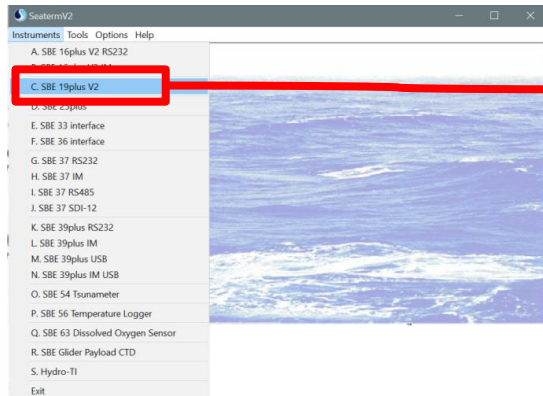 SeatermV2
Instruments Tools Options Help
A. SBE 16plus V2 RS232
C. SBE 19plus V2
D. SBE 25plus
E. SBE 33 interface
F. SBE 36 interface
G. SBE 37 RS232
H. SBE 37 IM
I. SBE 37 RS485
J. SBE 37 SDI-12
K. SBE 39plus RS232
L. SBE 39plus IM
M. SBE 39plus USB
N. SBE 39plus IM USB
O. SBE 54 Tsunameter
P. SBE 56 Temperature Logger
Q. SBE 63 Dissolved Oxygen Sensor
R. SBE Glider Payload CTD
S. Hydro-TI
Exit